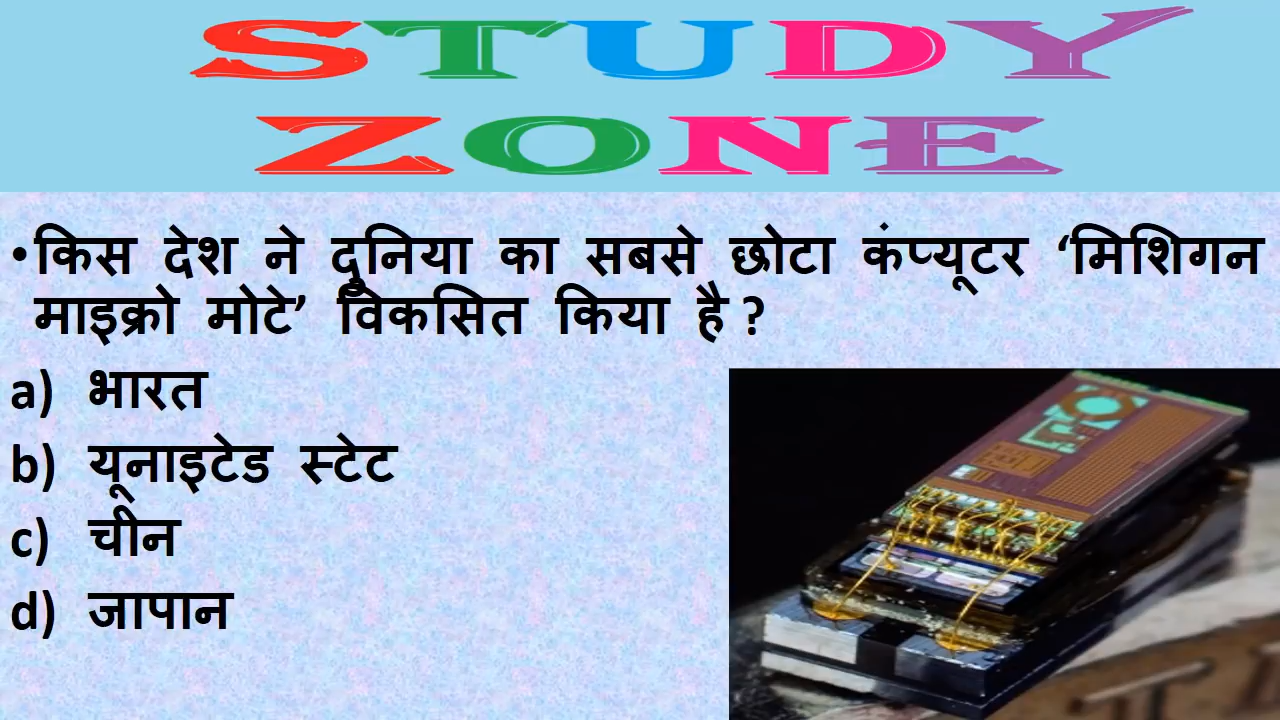 STUDY
ZONE
•किस देश ने दुनिया का सबसे छोटा कंप्यूटर ‘मिशिगन
माइक्रो मोटे’ विकसित किया है ?
a) भारत
b) यूनाइटेड स्टेट
c) चीन
d) जापान